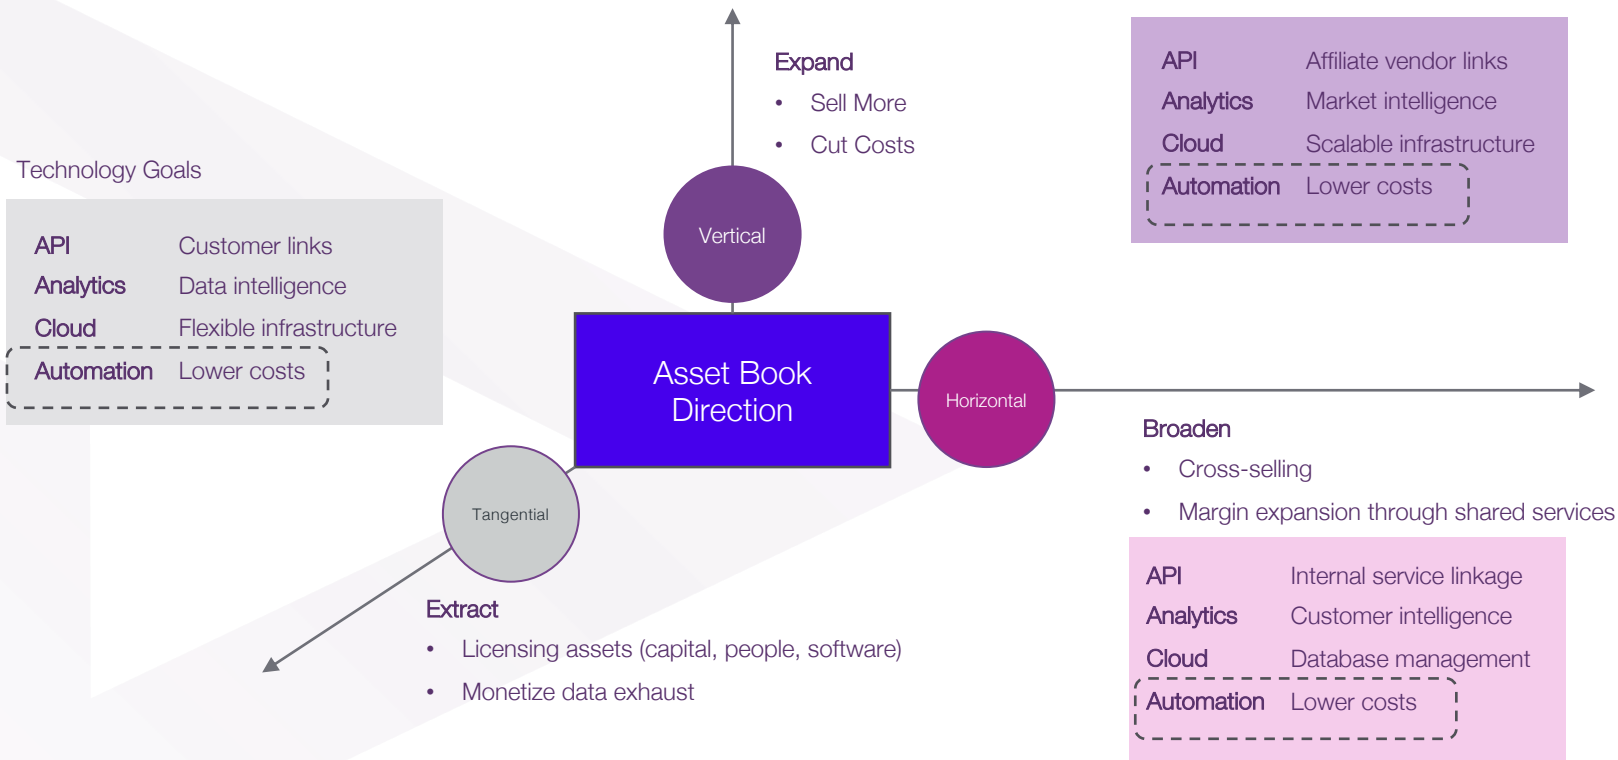 Expand
• Sell More
• Cut Costs
API Affiliate vendor links
Analytics Market intelligence
Cloud Scalable infrastructure
Automation Lower costs
Technology Goals
API Customer links
Analytics Data intelligence
Cloud Flexible infrastructure
Automation Lower costs
Vertical
Asset Book
Direction
Horizontal
Broaden
• Cross-selling
• Margin expansion through shared services
API Internal service linkage
Analytics Customer intelligence
Cloud Database management
Automation Lower costs
Tangential
Extract
• Licensing assets (capital, people, software)
• Monetize data exhaust